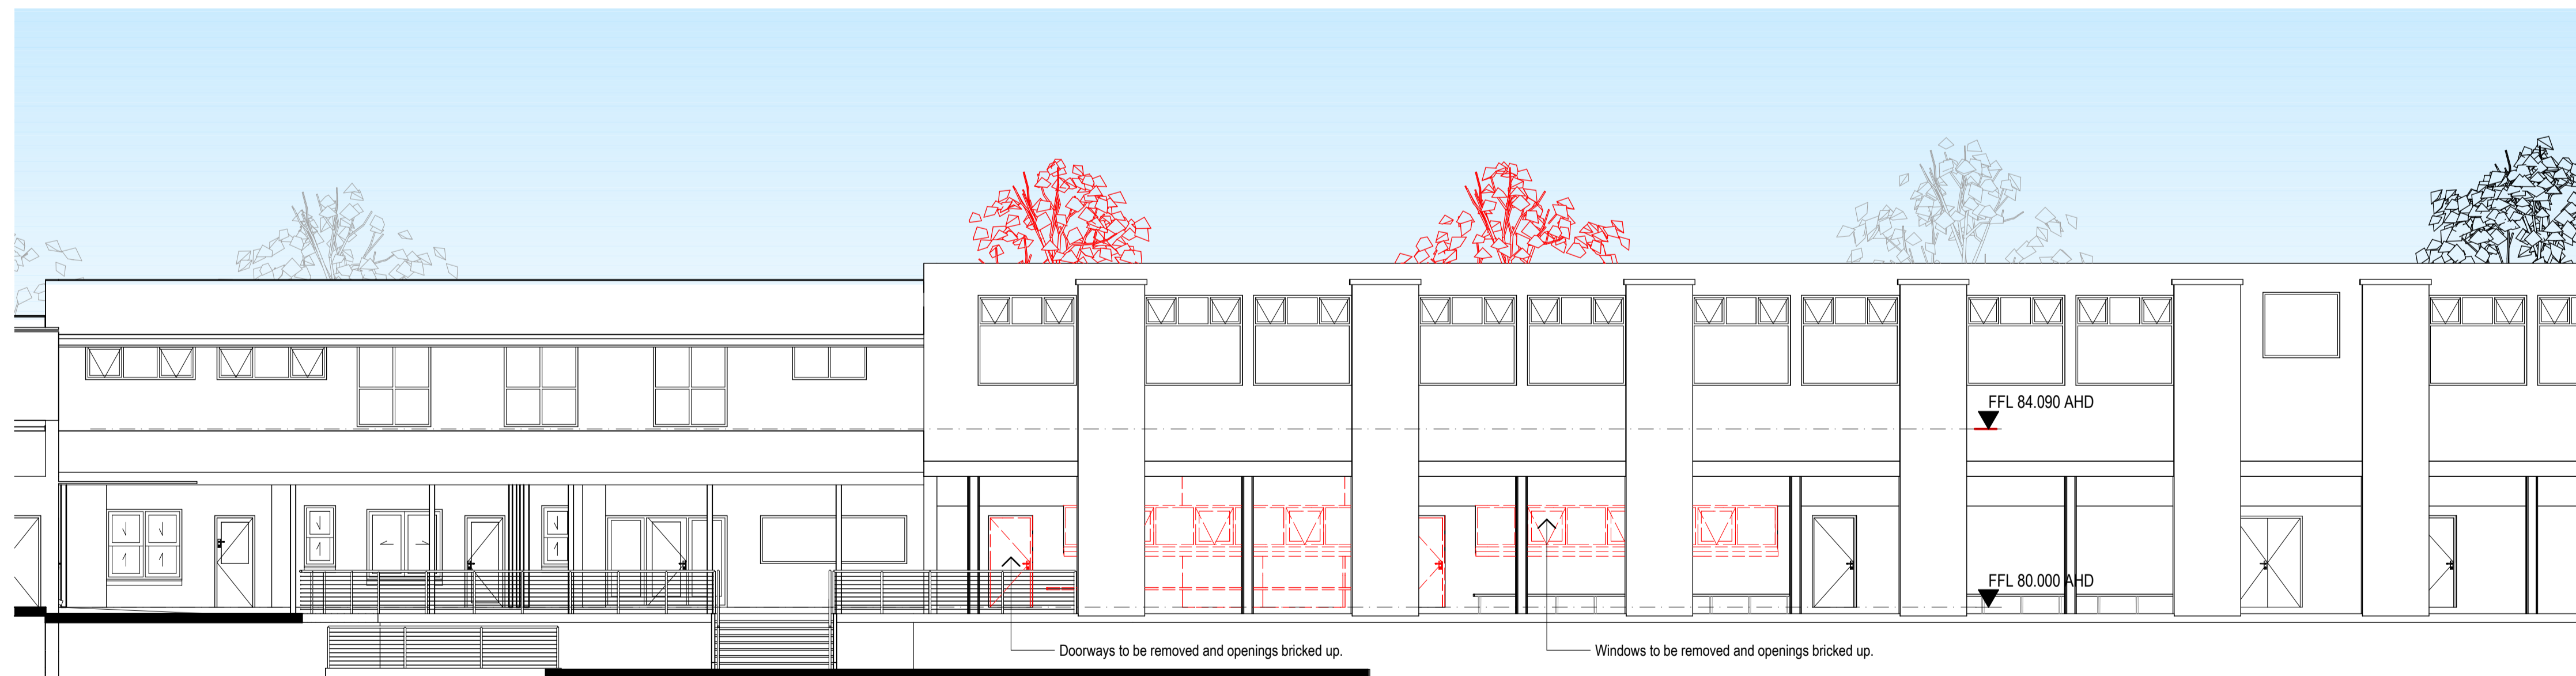 FFL 84.090 AHD
FFL 80.000 AHD
Doorways to be removed and openings bricked up.
Windows to be removed and openings bricked up.